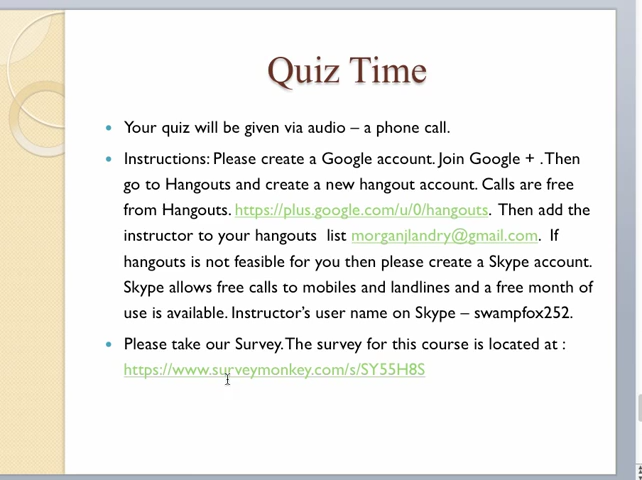 Quiz Time
Your quiz will be given via audio – a phone call.
Instructions: Please create a Google account. Join Google + . Then
go to Hangouts and create a new hangout account. Calls are free
from Hangouts. https://plus.google.com/u/0/hangouts. Then add the
instructor to your hangouts list morganjlandry@gmail.com. If
hangouts is not feasible for you then please create a Skype account.
Skype allows free calls to mobiles and landlines and a free month of
use is available. Instructor's user name on Skype – swampfox252.
Please take our Survey. The survey for this course is located at :
https://www.surveymonkey.com/s/SY55H8S